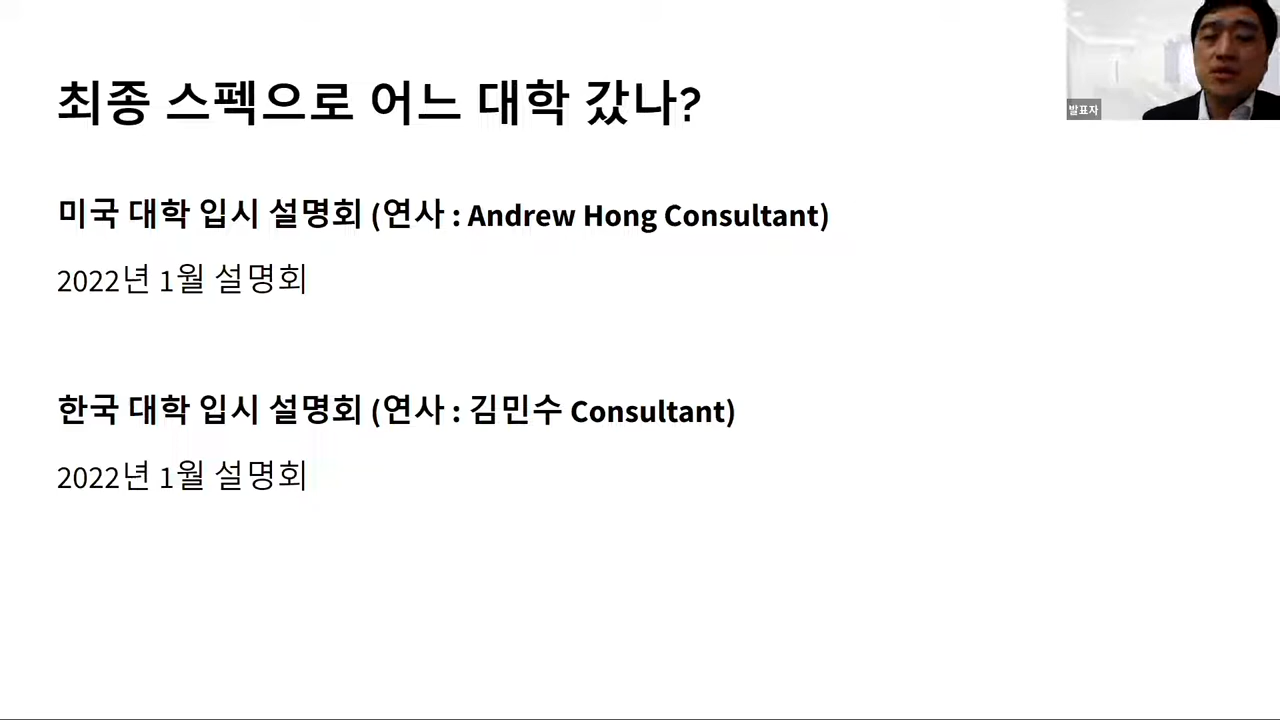 최종 스펙으로 어느 대학 갔나?
발표자
미국 대학 입시 설명회 (연사 : Andrew Hong Consultant)
2022년 1월 설명회
한국 대학 입시 설명회 (연사 : 김민수 Consultant)
2022년 1월 설명회